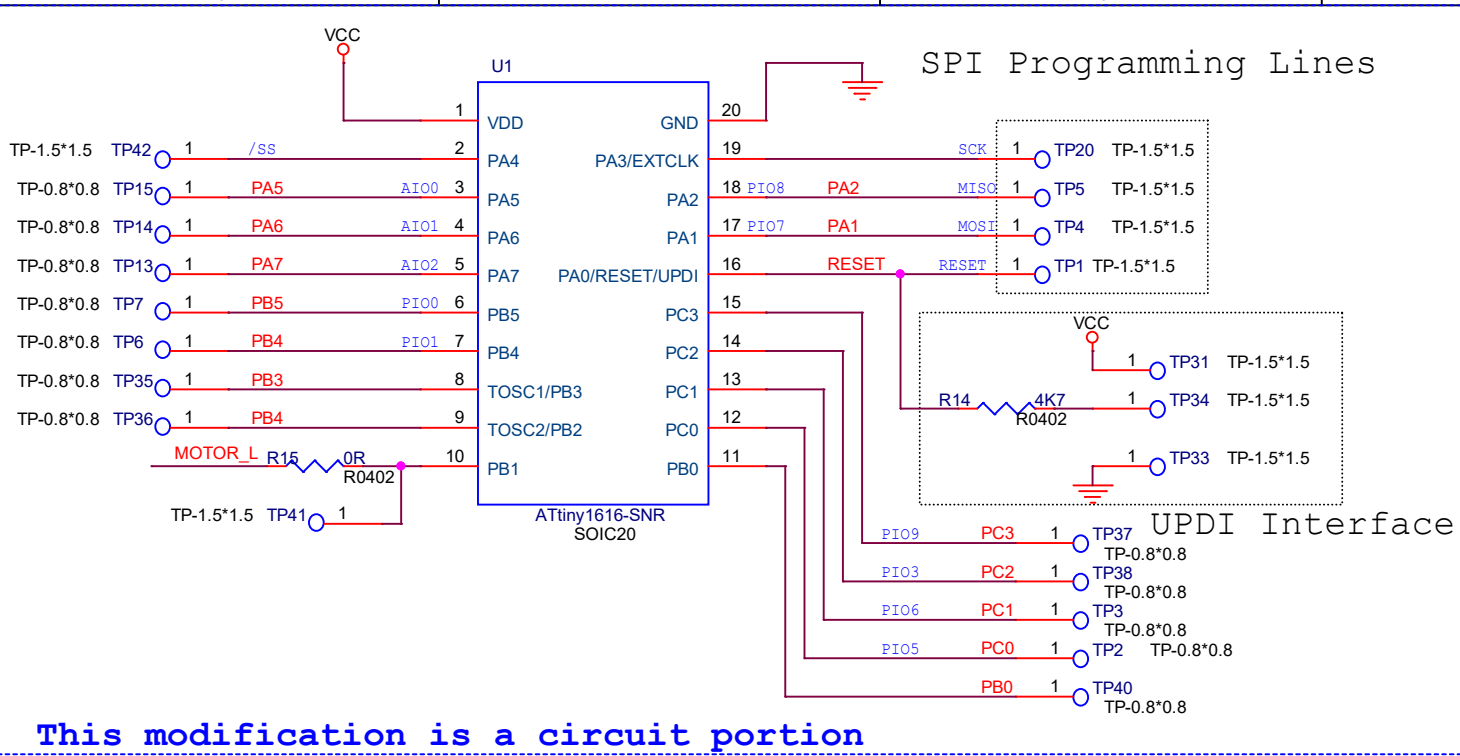 VCC
U1
SPI Programming Lines
1 VDD GND 20
TP-1.5*1.5 TP42 1 /SS 2 PA4 PA3/EXTCLK 19 SCK 1 TP20 TP-1.5*1.5
TP-0.8*0.8 TP15 1 PA5 AIO0 3 PA5 PA2 18 PIO8 PA2 MISO 1 TP5 TP-1.5*1.5
TP-0.8*0.8 TP14 1 PA6 AIO1 4 PA6 PA1 17 PIO7 PA1 MOSI 1 TP4 TP-1.5*1.5
TP-0.8*0.8 TP13 1 PA7 AIO2 5 PA7 PA0/RESET/UPDI 16 RESET RESET 1 TP1 TP-1.5*1.5
TP-0.8*0.8 TP7 1 PB5 PIO0 6 PB5 PC3 15
VCC
TP-0.8*0.8 TP6 1 PB4 PIO1 7 PB4 PC2 14 1 TP31 TP-1.5*1.5
TP-0.8*0.8 TP35 1 PB3 8 TOSC1/PB3 PC1 13 R14 4K7 1 TP34 TP-1.5*1.5
R0402
TP-0.8*0.8 TP36 1 PB4 9 TOSC2/PB2 PC0 12
MOTOR_L R15 0R 10 PB1 PB0 11 1 TP33 TP-1.5*1.5
R0402
TP-1.5*1.5 TP41 1 ATtiny1616-SNR
SOIC20
UPDI Interface
PIO9 PC3 1 TP37
TP-0.8*0.8
PIO3 PC2 1 TP38
TP-0.8*0.8
PIO6 PC1 1 TP3
TP-0.8*0.8
PIO5 PC0 1 TP2 TP-0.8*0.8
PB0 1 TP40
TP-0.8*0.8
This modification is a circuit portion